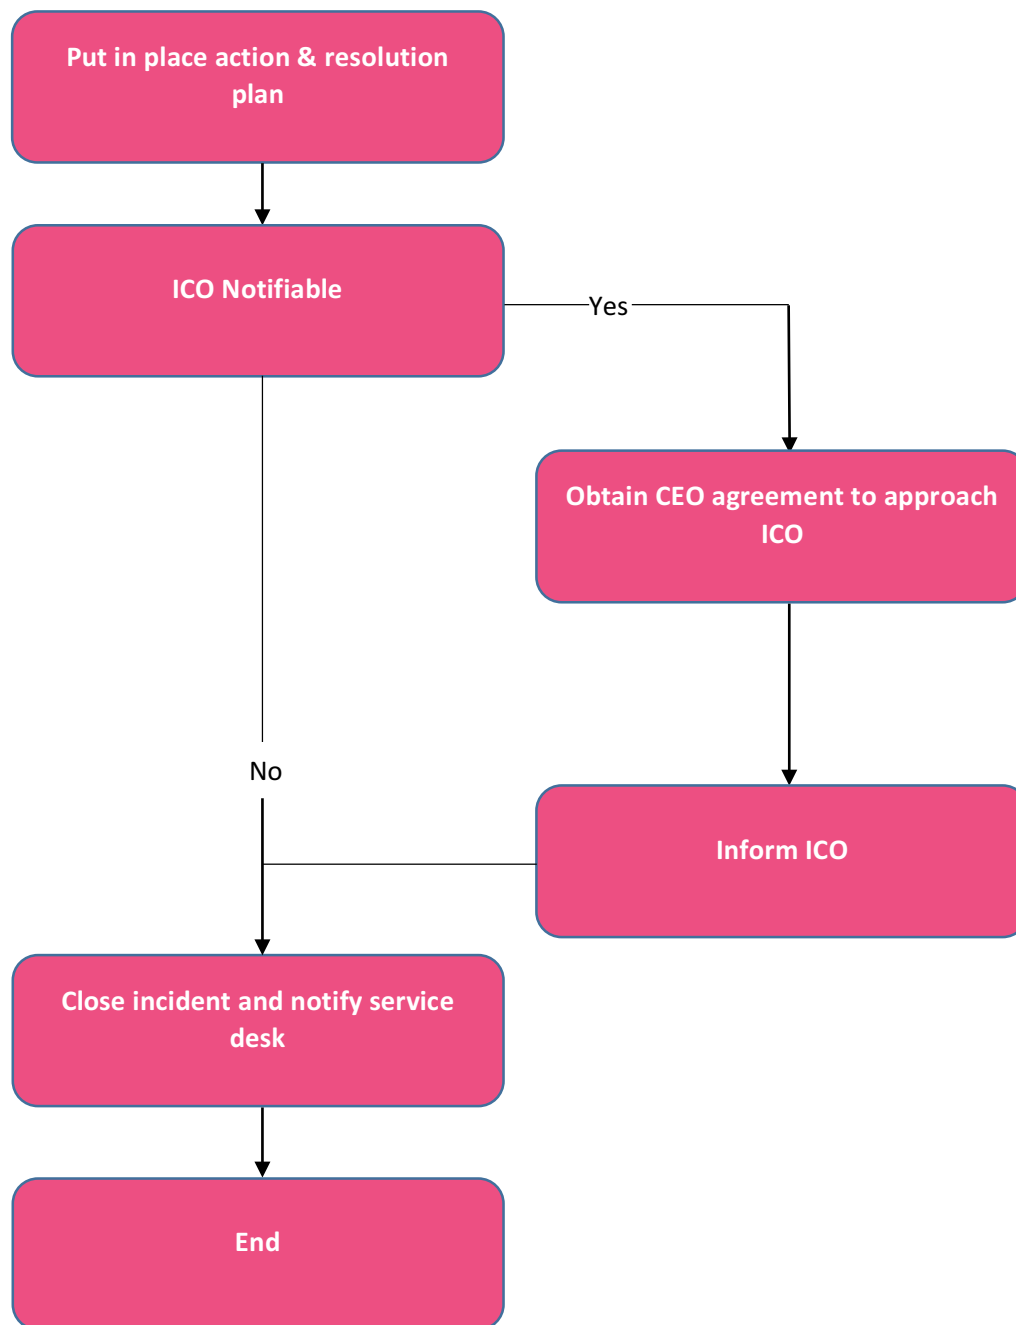 Put in place action & resolution
plan
ICO Notifiable
Yes
Obtain CEO agreement to approach
ICO
No
Inform ICO
Close incident and notify service
desk
End